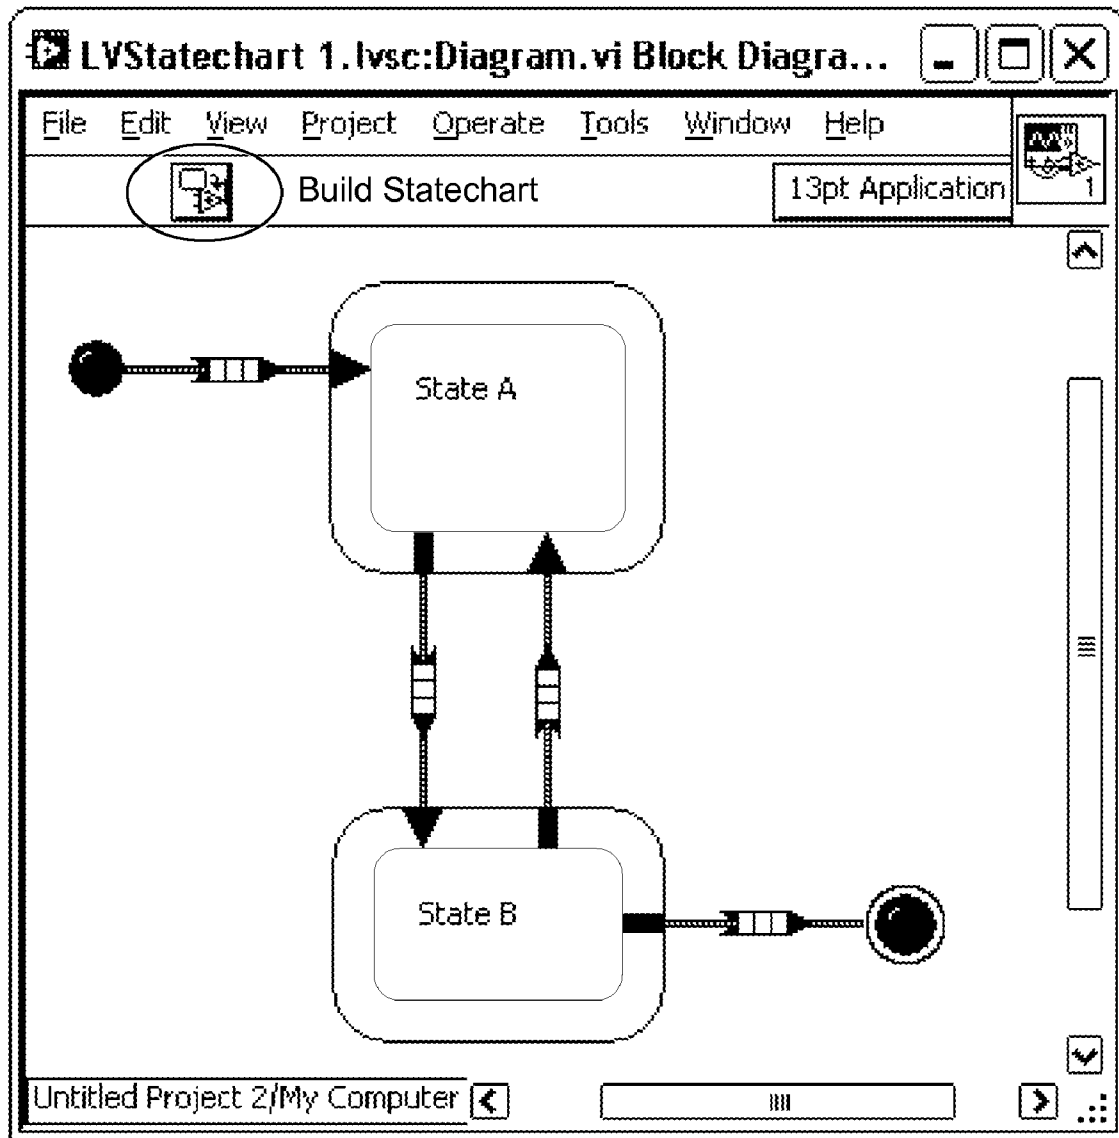 LVStatechart 1.lvsc:Diagram.vi Block Diagra...
File Edit View Project Operate Tools Window Help
Build Statechart
13pt Application
1
State A
State B
Untitled Project 2/My Computer